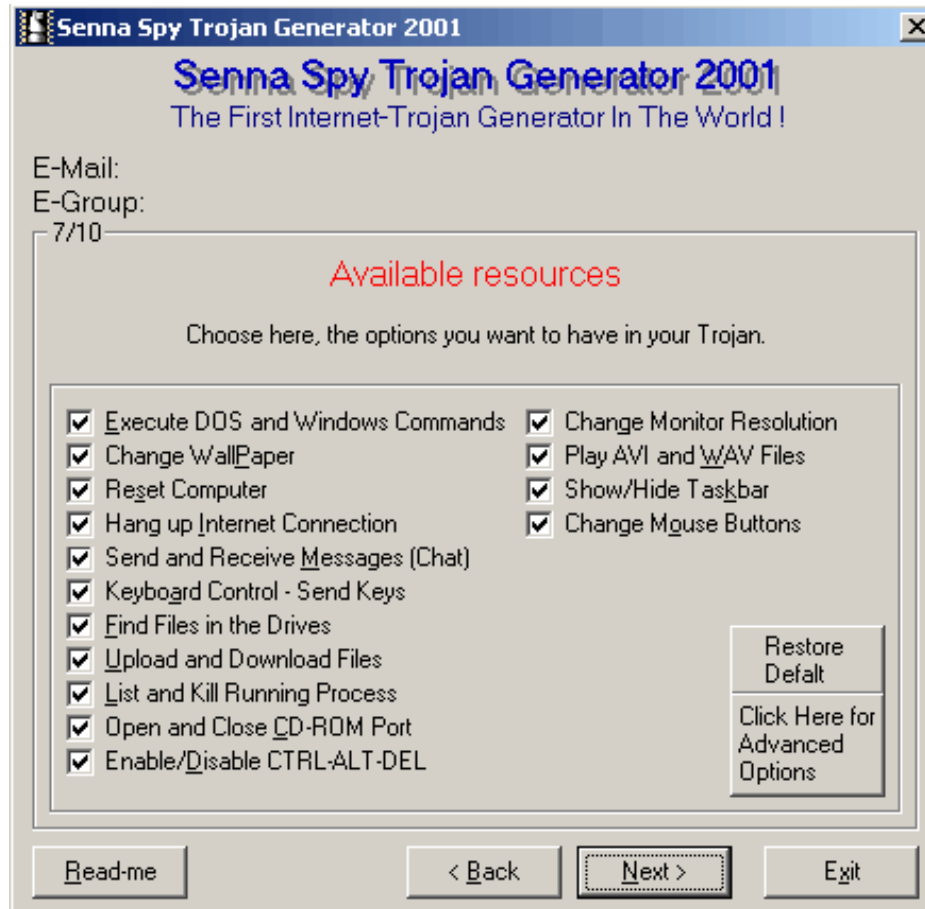 Senna Spy Trojan Generator 2001
Senna Spy Trojan Generator 2001
The First Internet-Trojan Generator In The World !
E-Mail:
E-Group:
7/10
Available resources
Choose here, the options you want to have in your Trojan.
Execute DOS and Windows Commands
Change WallPaper
Reset Computer
Hang up Internet Connection
Send and Receive Messages (Chat)
Keyboard Control - Send Keys
Find Files in the Drives
Upload and Download Files
List and Kill Running Process
Open and Close CD-ROM Port
Enable/Disable CTRL-ALT-DEL
Change Monitor Resolution
Play AVI and WAV Files
Show/Hide Taskbar
Change Mouse Buttons
Restore
Defalt
Click Here for
Advanced
Options
Read-me
< Back
Next >
Exit